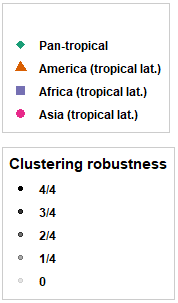 Pan-tropical
America (tropical lat.)
Africa (tropical lat.)
Asia (tropical lat.)
Clustering robustness
4/4
3/4
2/4
1/4
0